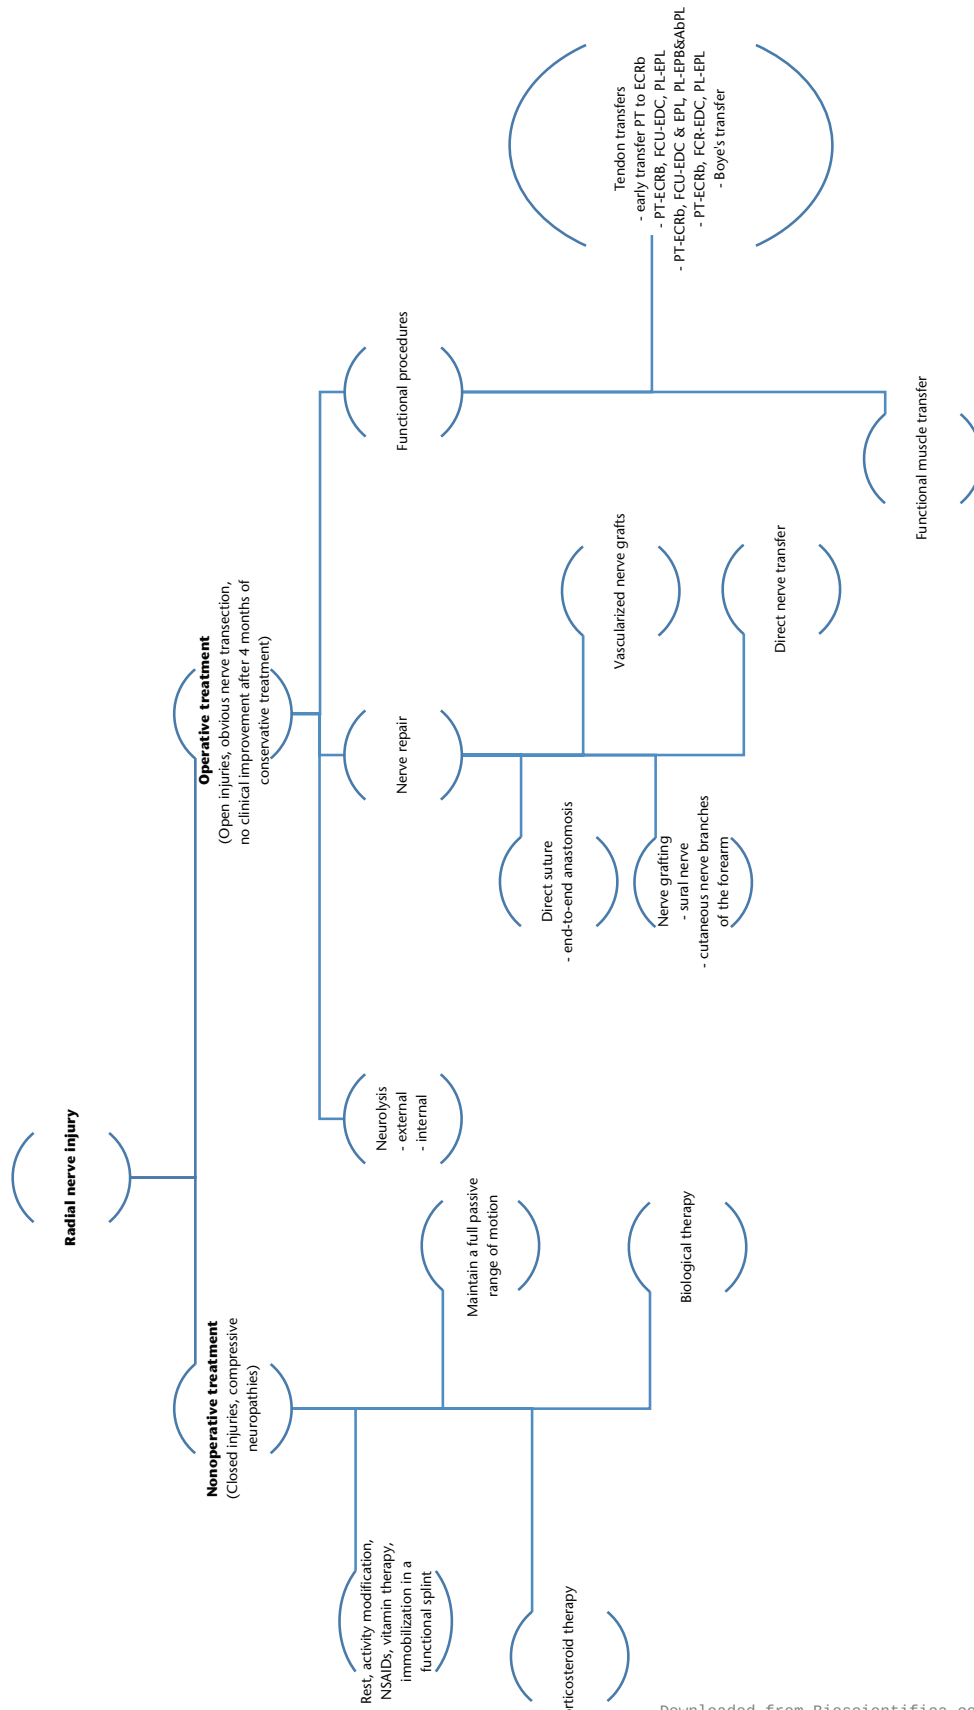 Radial nerve injury
Nonoperative treatment
(Closed injuries, compressive
neuropathies)
Rest, activity modification,
NSAIDs, vitamin therapy,
immobilization in a
functional splint
Maintain a full passive
range of motion
rticosteroid therapy
Biological therapy
Operative treatment
(Open injuries, obvious nerve transection,
no clinical improvement after 4 months of
conservative treatment)
Neurolysis
- external
- internal
Nerve repair
Direct suture
- end-to-end anastomosis
Vascularized nerve grafts
Nerve grafting
- sural nerve
- cutaneous nerve branches
of the forearm
Direct nerve transfer
Functional procedures
Tendon transfers
- early transfer PT to ECRb
- PT-ECRB, FCU-EDC, PL-EPL
- PT-ECRb, FCU-EDC & EPL, PL-EPB&AbPL
- PT-ECRb, FCR-EDC, PL-EPL
- Boye's transfer
Functional muscle transfer
Downloaded from Bioscientifica.co